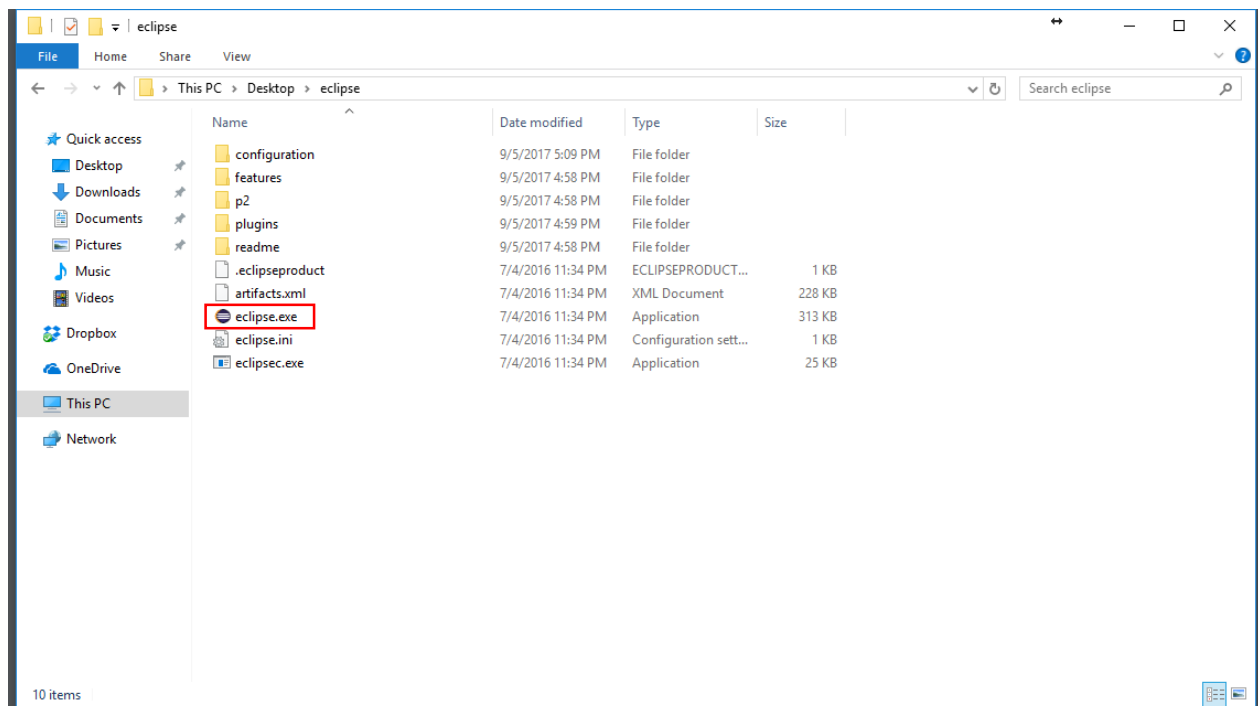 eclipse
File Home Share View
This PC Desktop eclipse Search eclipse
Name Date modified Type Size
Quick access
Desktop
Downloads
Documents
Pictures
Music
Videos
Dropbox
OneDrive
This PC
Network
configuration 9/5/2017 5:09 PM File folder
features 9/5/2017 4:58 PM File folder
p2 9/5/2017 4:58 PM File folder
plugins 9/5/2017 4:59 PM File folder
readme 9/5/2017 4:58 PM File folder
.eclipseproduct 7/4/2016 11:34 PM ECLIPSEPRODUCT... 1 KB
artifacts.xml 7/4/2016 11:34 PM XML Document 228 KB
eclipse.exe 7/4/2016 11:34 PM Application 313 KB
eclipse.ini 7/4/2016 11:34 PM Configuration sett... 1 KB
eclipsec.exe 7/4/2016 11:34 PM Application 25 KB
10 items